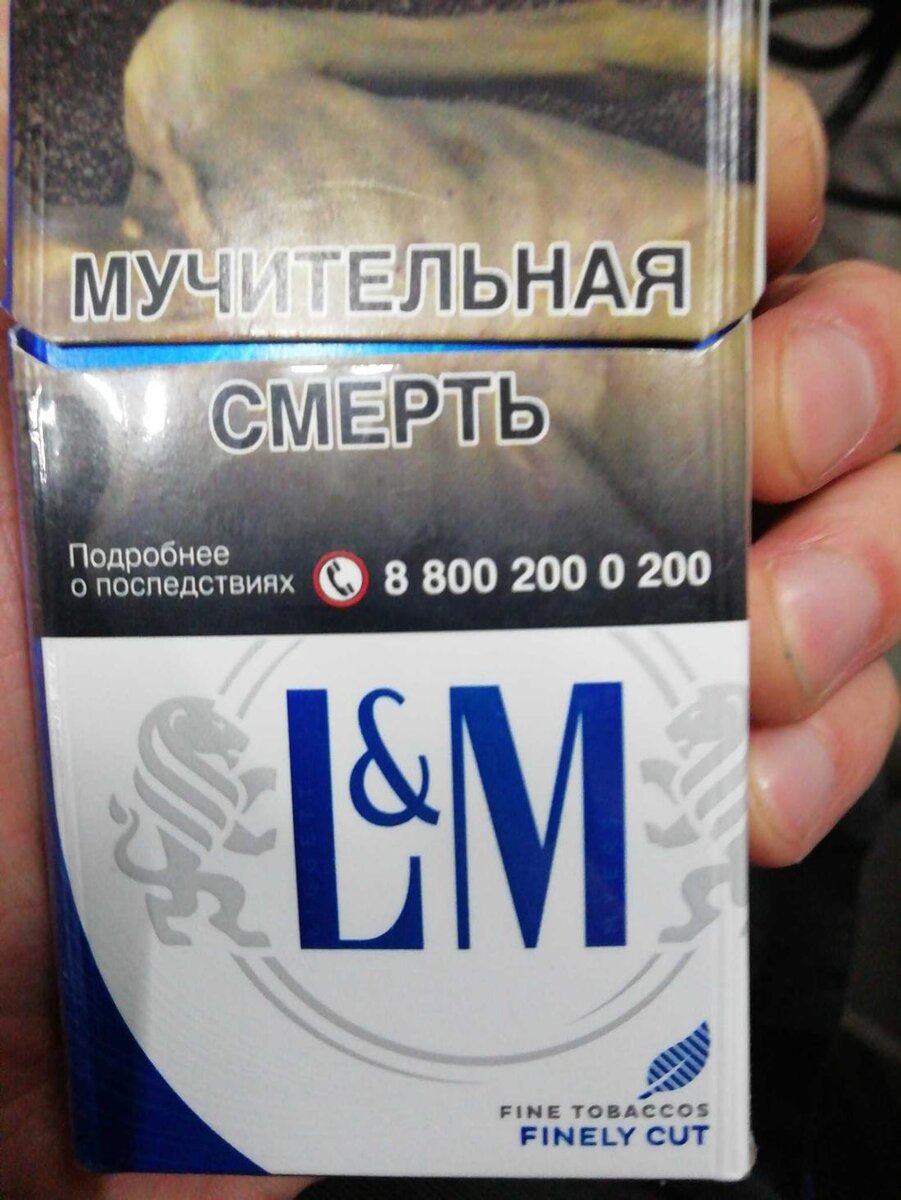 МУЧИТЕЛЬНАЯ
СМЕРТЬ
Подробнее
о последствиях
8 800 200 0 200
L&M
FINE TOBACCOS
FINELY CUT